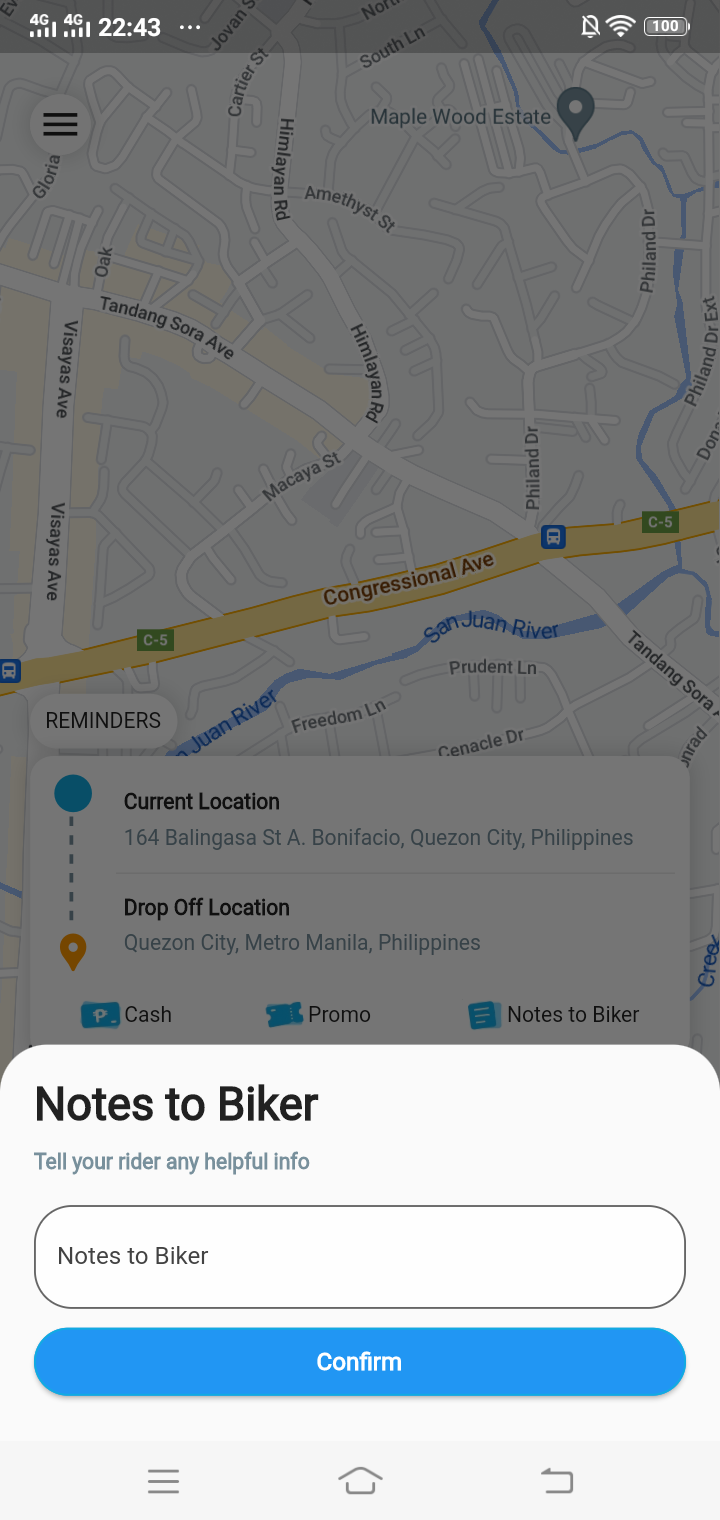 4G 4G 22:43 ... 100
Jovan S
North
South Ln
Cartier St
Maple Wood Estate
Himlayan Rd
Gloria
Amethyst St
Oak
Philand Dr
Tandang Sora Ave
Philand Dr Ext
Visayas Ave
Himlayan Rd
Macaya St
Philand Dr
Visayas Ave
C-5
Congressional Ave
C-5
San Juan River
Tandang Sora
Prudent Ln
n Juan River
Freedom Ln
Cenacle Dr
nrad
REMINDERS
Current Location
164 Balingasa St A. Bonifacio, Quezon City, Philippines
Drop Off Location
Quezon City, Metro Manila, Philippines
Cree
Cash Promo Notes to Biker
Notes to Biker
Tell your rider any helpful info
Notes to Biker
Confirm